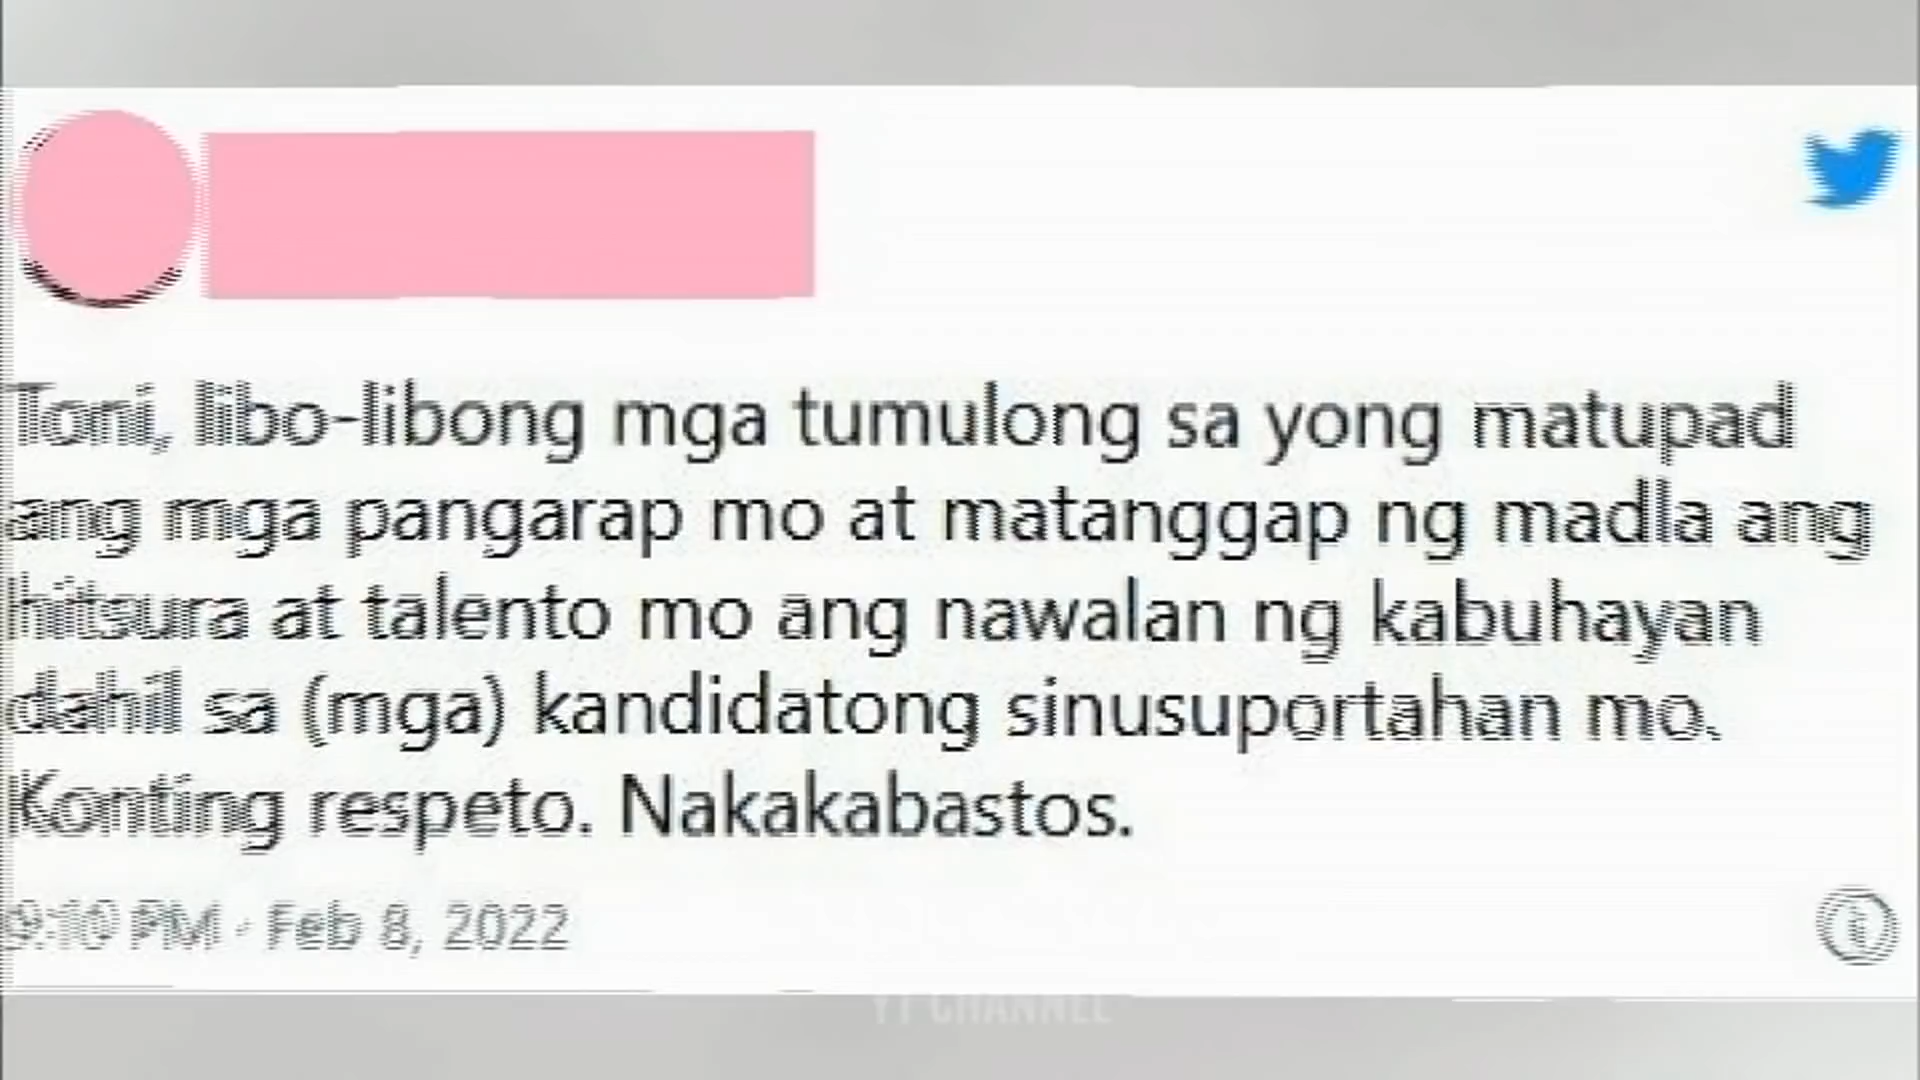 Toni, libo-libong mga tumulong sa yong matupad
ang mga pangarap mo at matanggap ng madla ang
hitsura at talento mo ang nawalan ng kabuhayan
dahil sa (mga) kandidatong sinusuportahan mo.
Konting respeto. Nakakabastos.
9:10 PM · Feb 8, 2022
YT CHANNEL